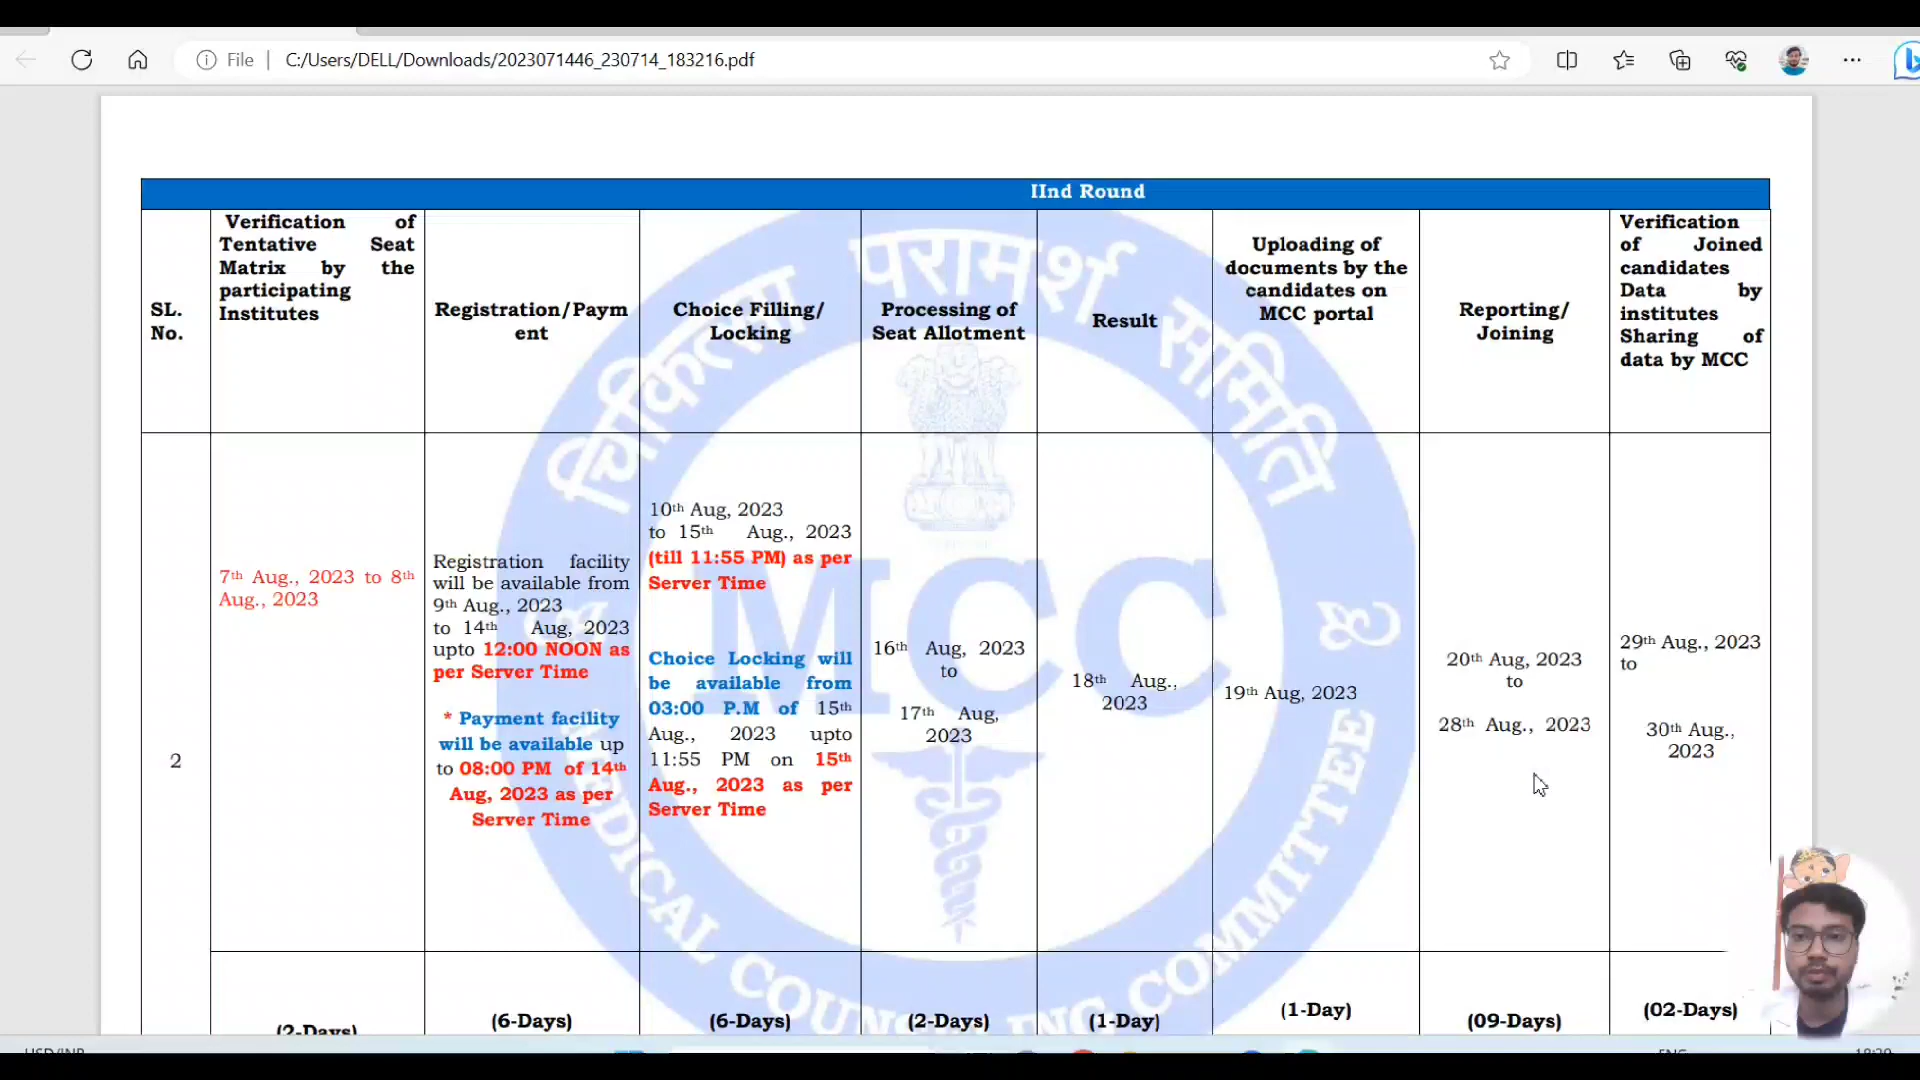 File
C:/Users/DELL/Downloads/2023071446_230714_183216.pdf
IInd Round
SL.
No.
Verification of
Tentative Seat
Matrix by the
participating
Institutes
Registration/Paym
ent
Choice Filling/
Locking
Processing of
Seat Allotment
Result
Uploading of
documents by the
candidates on
MCC portal
Reporting/
Joining
Verification
of Joined
candidates
Data by
institutes
Sharing of
data by MCC
2
7th Aug., 2023 to 8th
Aug., 2023
Registration facility
will be available from
9th Aug., 2023
to 14th Aug, 2023
upto 12:00 NOON as
per Server Time
* Payment facility
will be available up
to 08:00 PM of 14th
Aug, 2023 as per
Server Time
10th Aug, 2023
to 15th Aug., 2023
(till 11:55 PM) as per
Server Time
Choice Locking will
be available from
03:00 P.M of 15th
Aug., 2023 upto
11:55 PM on 15th
Aug., 2023 as per
Server Time
16th Aug, 2023
to
17th Aug,
2023
18th Aug.,
2023
19th Aug, 2023
20th Aug, 2023
to
28th Aug., 2023
29th Aug., 2023
to
30th Aug.,
2023
(2-Days)
(6-Days)
(6-Days)
(2-Days)
(1-Day)
(1-Day)
(09-Days)
(02-Days)
चिकित्सा परामर्श समिति
MCC
MEDICAL COUNSELLING COMMITTEE